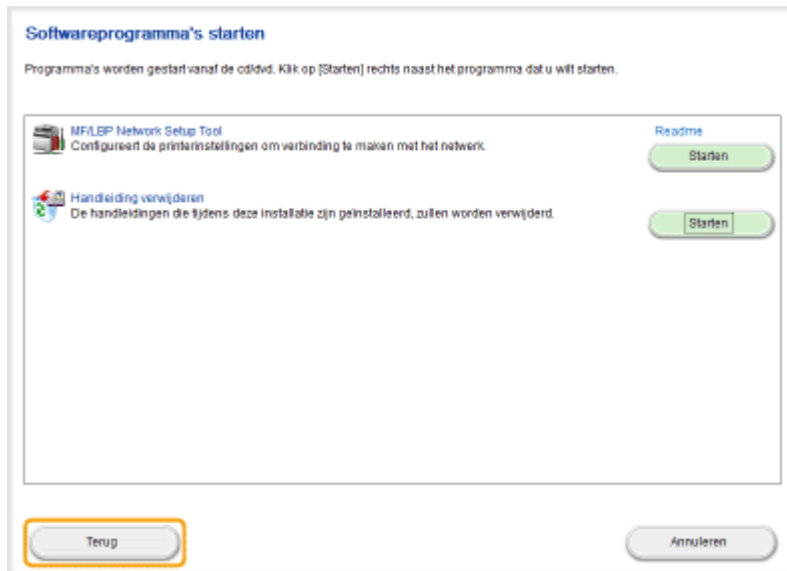 Softwareprogramma's starten
Programma's worden gestart vanaf de cd/dvd. Klik op [Starten] rechts naast het programma dat u wilt starten.
MF/LBP Network Setup Tool
Readme
Configureert de printerinstellingen om verbinding te maken met het netwerk.
Starten
Handleiding verwijderen
De handleidingen die tijdens deze installatie zijn geïnstalleerd, zullen worden verwijderd.
Starten
Terug
Annuleren